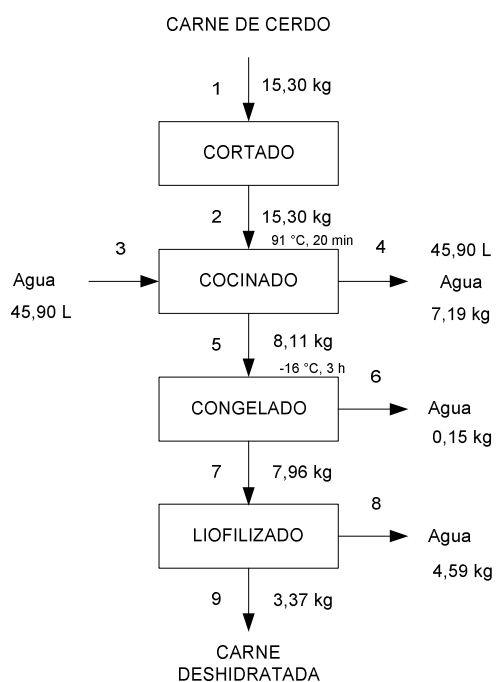 CARNE DE CERDO
1
15,30 kg
CORTADO
2
15,30 kg
91 °C, 20 min
3
4
45,90 L
Agua
COCINADO
Agua
45,90 L
7,19 kg
5
8,11 kg
-16 °C, 3 h
6
CONGELADO
Agua
0,15 kg
7
7,96 kg
8
LIOFILIZADO
Agua
4,59 kg
9
3,37 kg
CARNE
DESHIDRATADA